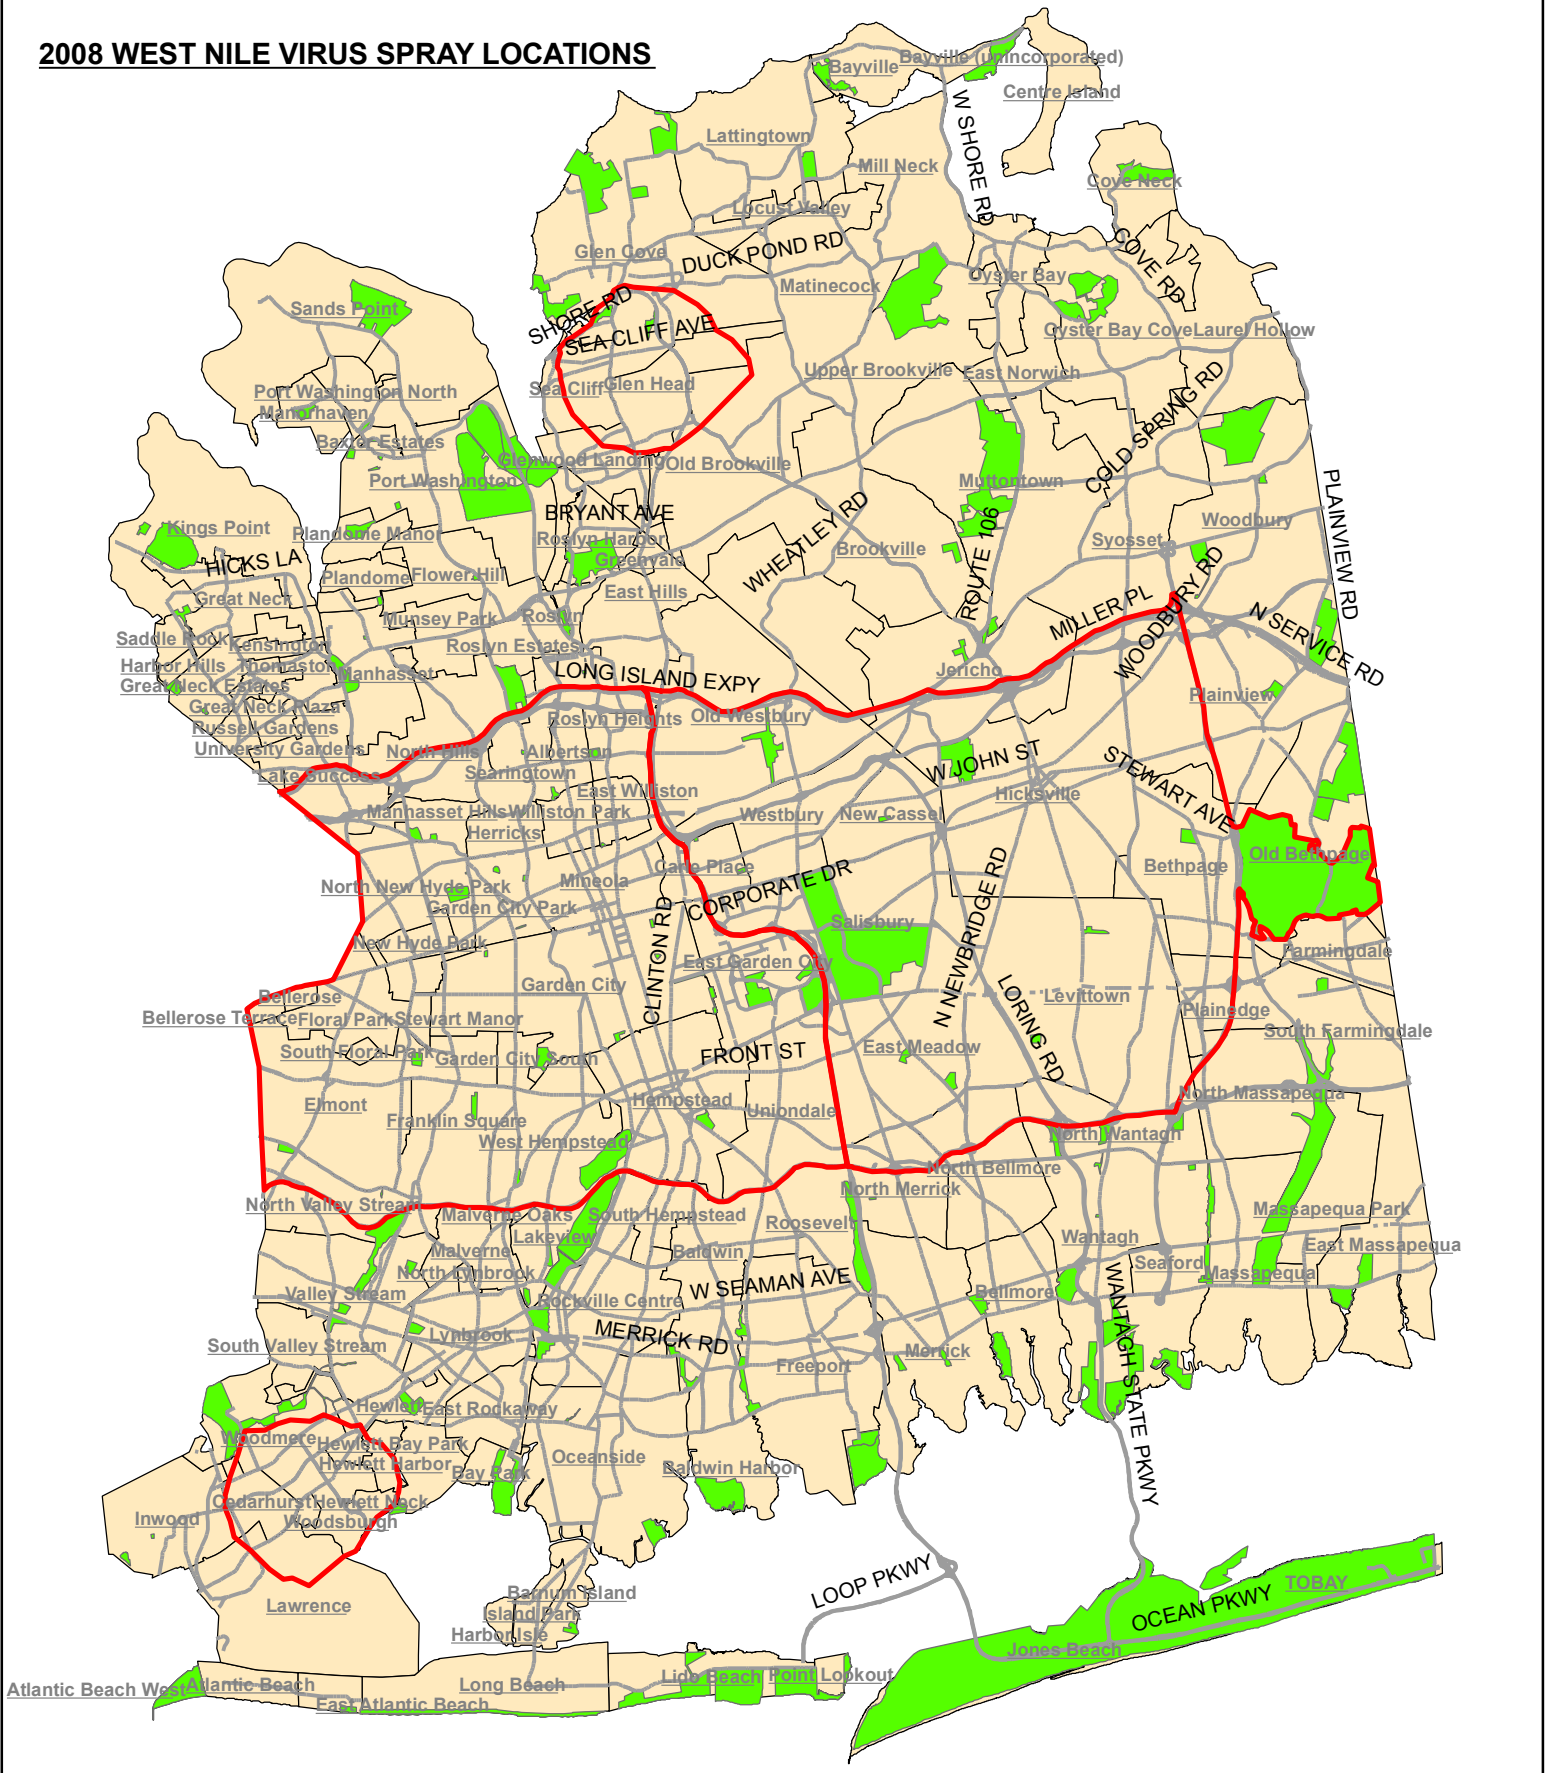 2008 WEST NILE VIRUS SPRAY LOCATIONS
Bayville (unincorporated)
Bayville
Centre Island
W SHORE RD
Lattingtown
Mill Neck
Cove Neck
Locust Valley
COVE RD
Glen Cove
DUCK POND RD
Oyster Bay
Matinecock
Sands Point
SHORE RD
SEA CLIFF AVE
Oyster Bay Cove
Laurel Hollow
Upper Brookville
East Norwich
Sea Cliff
Glen Head
COLD SPRING RD
Port Washington North
Manorhaven
Baxter Estates
Glenwood Landing
Old Brookville
Port Washington
Muttontown
PLAINVIEW RD
BRYANT AVE
Kings Point
Plandome Manor
Roslyn Harbor
WHEATLEY RD
ROUTE 106
Woodbury
Syosset
Brookville
HICKS LA
Greenvale
Plandome
Flower Hill
East Hills
Great Neck
WOODBURY RD
MILLER PL
N SERVICE RD
Munsey Park
Roslyn
Saddle Rock
Kensington
Roslyn Estates
Harbor Hills
Thomaston
Manhasset
LONG ISLAND EXPY
Jericho
Great Neck Estates
Plainview
Great Neck Plaza
Roslyn Heights
Old Westbury
Russell Gardens
University Gardens
North Hills
Albertson
W JOHN ST
STEWART AVE
Lake Success
Searingtown
East Williston
Hicksville
Manhasset Hills
Williston Park
Westbury
New Cassel
Herricks
Old Bethpage
Carle Place
Bethpage
North New Hyde Park
Mineola
CORPORATE DR
Garden City Park
N NEWBRIDGE RD
Salisbury
New Hyde Park
CLINTON RD
East Garden City
Farmingdale
Garden City
LORING RD
Levittown
Bellerose
Plainedge
Bellerose Terrace
Floral Park
Stewart Manor
South Farmingdale
South Floral Park
Garden City South
FRONT ST
East Meadow
Elmont
Hempstead
North Massapequa
Franklin Square
Uniondale
West Hempstead
North Wantagh
North Bellmore
North Merrick
North Valley Stream
Malverne Oaks
South Hempstead
Roosevelt
Massapequa Park
Lakeview
Malverne
Baldwin
Wantagh
East Massapequa
North Lynbrook
Seaford
Massapequa
Valley Stream
Rockville Centre
W SEAMAN AVE
Bellmore
WANTAGH STATE PKWY
South Valley Stream
Lynbrook
MERRICK RD
Merrick
Freeport
Hewlett
East Rockaway
Woodmere
Hewlett Bay Park
Oceanside
Hewlett Harbor
Bay Park
Baldwin Harbor
Cedarhurst
Hewlett Neck
Inwood
Woodsburgh
Lawrence
Barnum Island
LOOP PKWY
TOBAY
Island Park
OCEAN PKWY
Harbor Isle
Jones Beach
Atlantic Beach West
Atlantic Beach
Long Beach
Lido Beach
Point Lookout
East Atlantic Beach